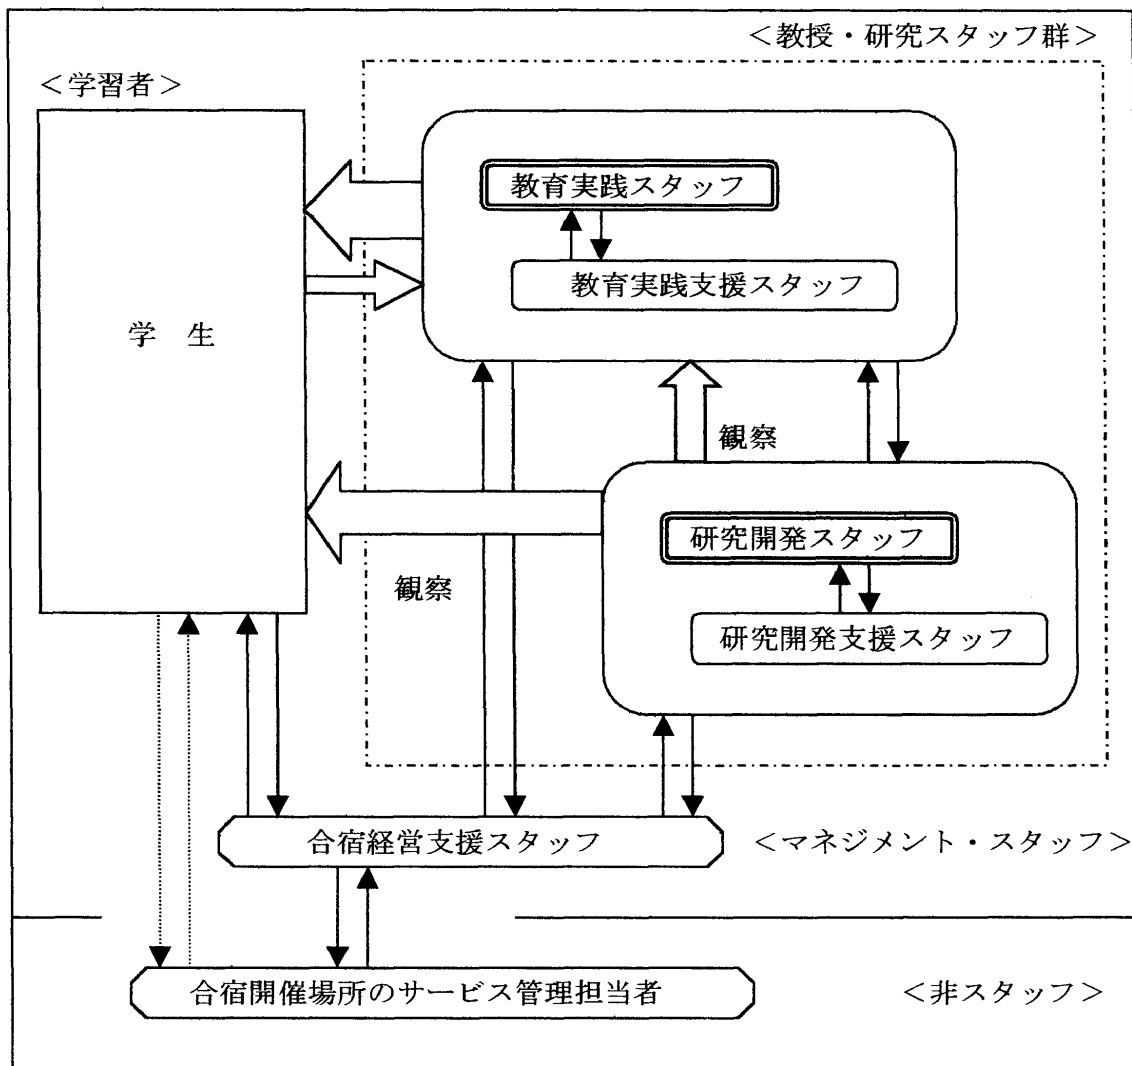 ＜教授・研究スタッフ群＞
＜学習者＞
教育実践スタッフ
教育実践支援スタッフ
学 生
観察
研究開発スタッフ
観察
研究開発支援スタッフ
合宿経営支援スタッフ
＜マネジメント・スタッフ＞
合宿開催場所のサービス管理担当者
＜非スタッフ＞